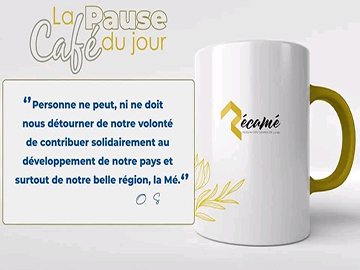 La Pause
Café du jour
‘’Personne ne peut, ni ne doit
nous détourner de notre volonté
de contribuer solidairement au
développement de notre pays et
surtout de notre belle région, la Mé.‘’
O S
Récamé